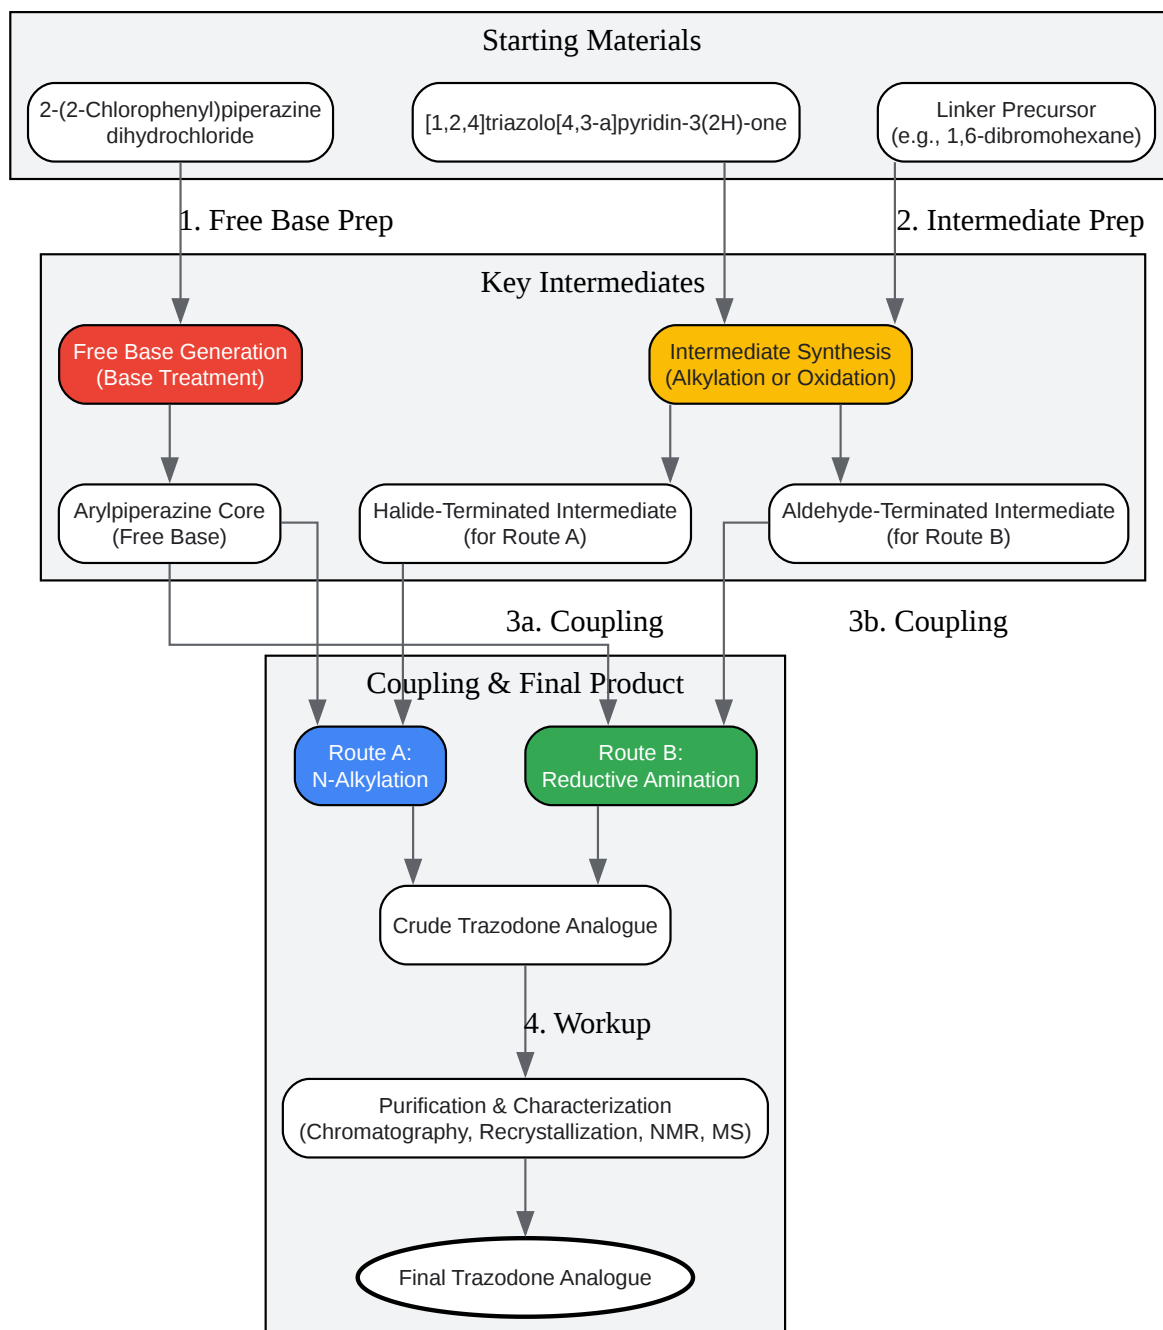 Starting Materials
2-(2-Chlorophenyl)piperazine
dihydrochloride
[1,2,4]triazolo[4,3-a]pyridin-3(2H)-one
Linker Precursor
(e.g., 1,6-dibromohexane)
1. Free Base Prep
2. Intermediate Prep
Key Intermediates
Free Base Generation
(Base Treatment)
Intermediate Synthesis
(Alkylation or Oxidation)
Arylpiperazine Core
(Free Base)
Halide-Terminated Intermediate
(for Route A)
Aldehyde-Terminated Intermediate
(for Route B)
3a. Coupling
3b. Coupling
Coupling & Final Product
Route A:
N-Alkylation
Route B:
Reductive Amination
Crude Trazodone Analogue
4. Workup
Purification & Characterization
(Chromatography, Recrystallization, NMR, MS)
Final Trazodone Analogue